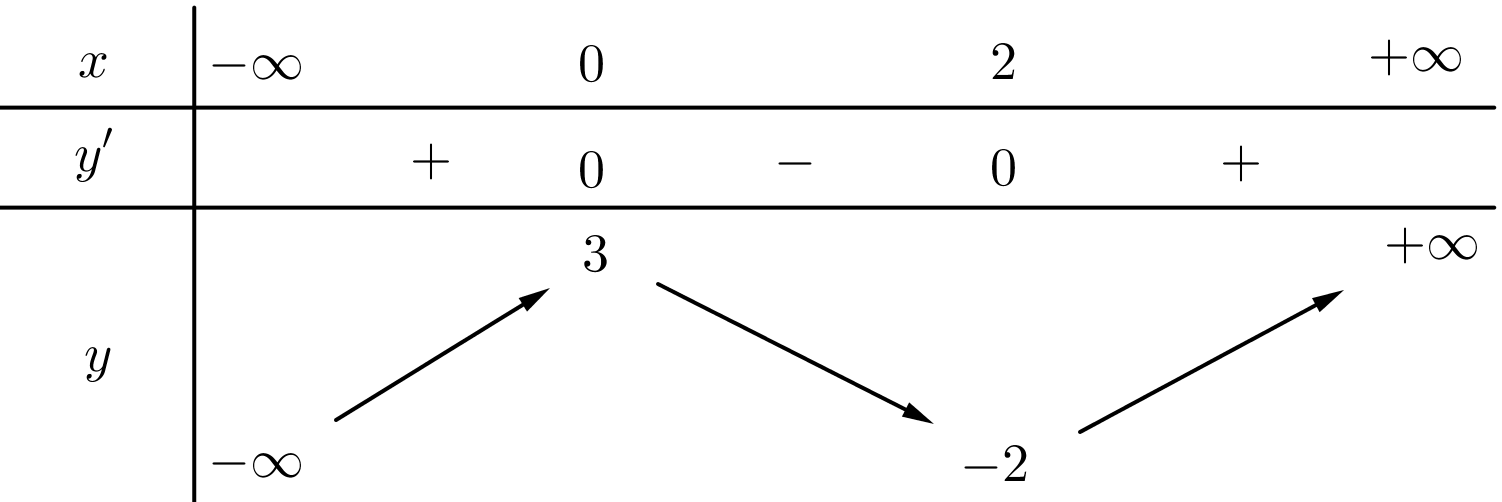 x −∞ 0 2 +∞
y′ + 0 − 0 +
3 +∞
y
−∞ −2